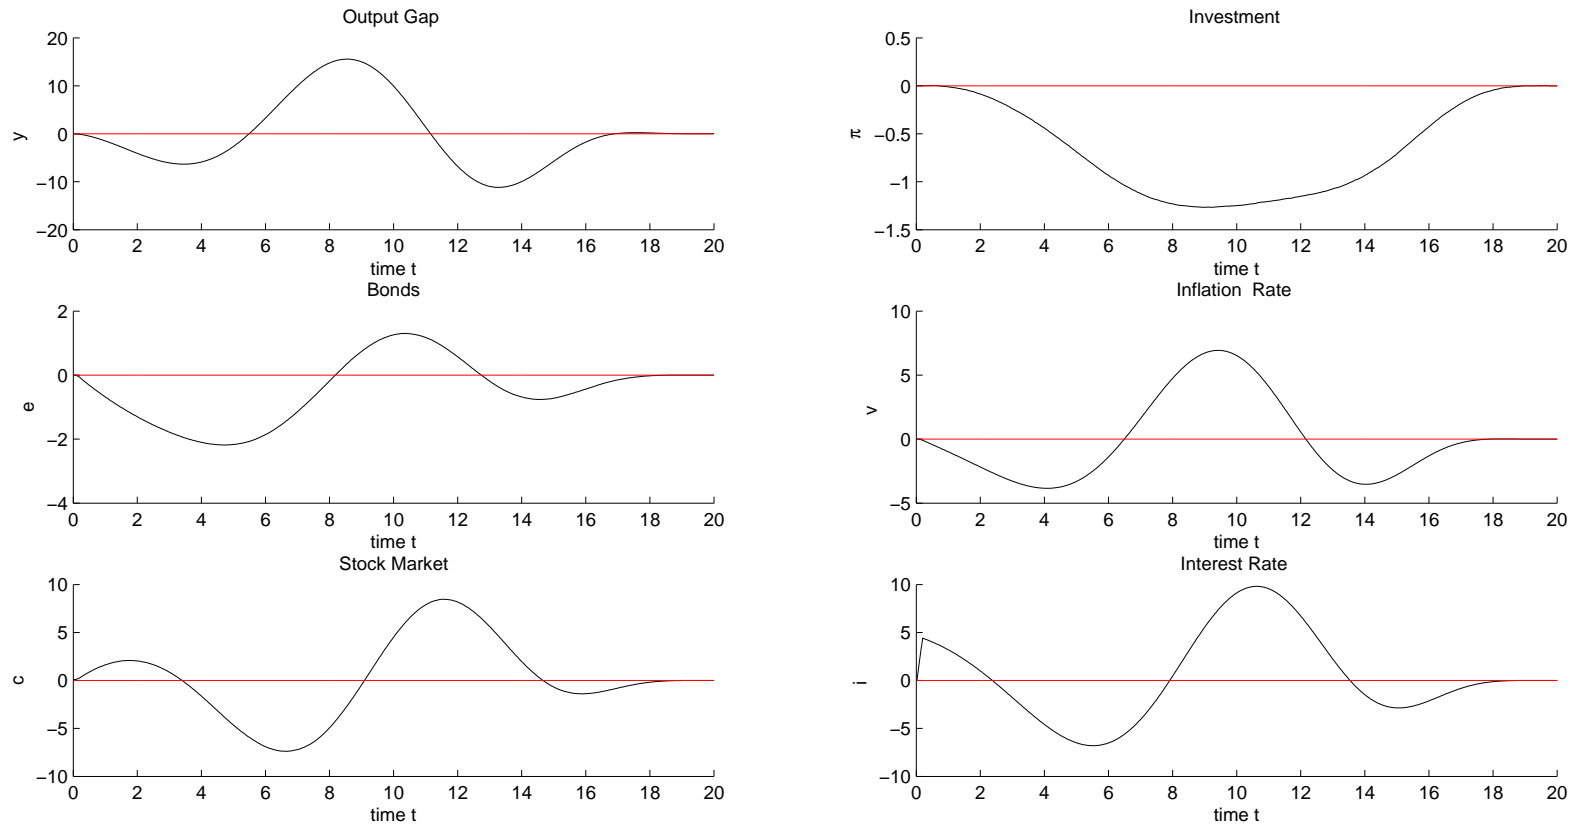 Output Gap
20
10
0
−10
−20
y
0 2 4 6 8 10 12 14 16 18 20
time t
Investment
0.5
0
−0.5
−1
−1.5
π
0 2 4 6 8 10 12 14 16 18 20
time t
Bonds
2
0
−2
−4
e
0 2 4 6 8 10 12 14 16 18 20
time t
Inflation Rate
10
5
0
−5
v
0 2 4 6 8 10 12 14 16 18 20
time t
Stock Market
10
5
0
−5
−10
c
0 2 4 6 8 10 12 14 16 18 20
time t
Interest Rate
10
5
0
−5
−10
i
0 2 4 6 8 10 12 14 16 18 20
time t